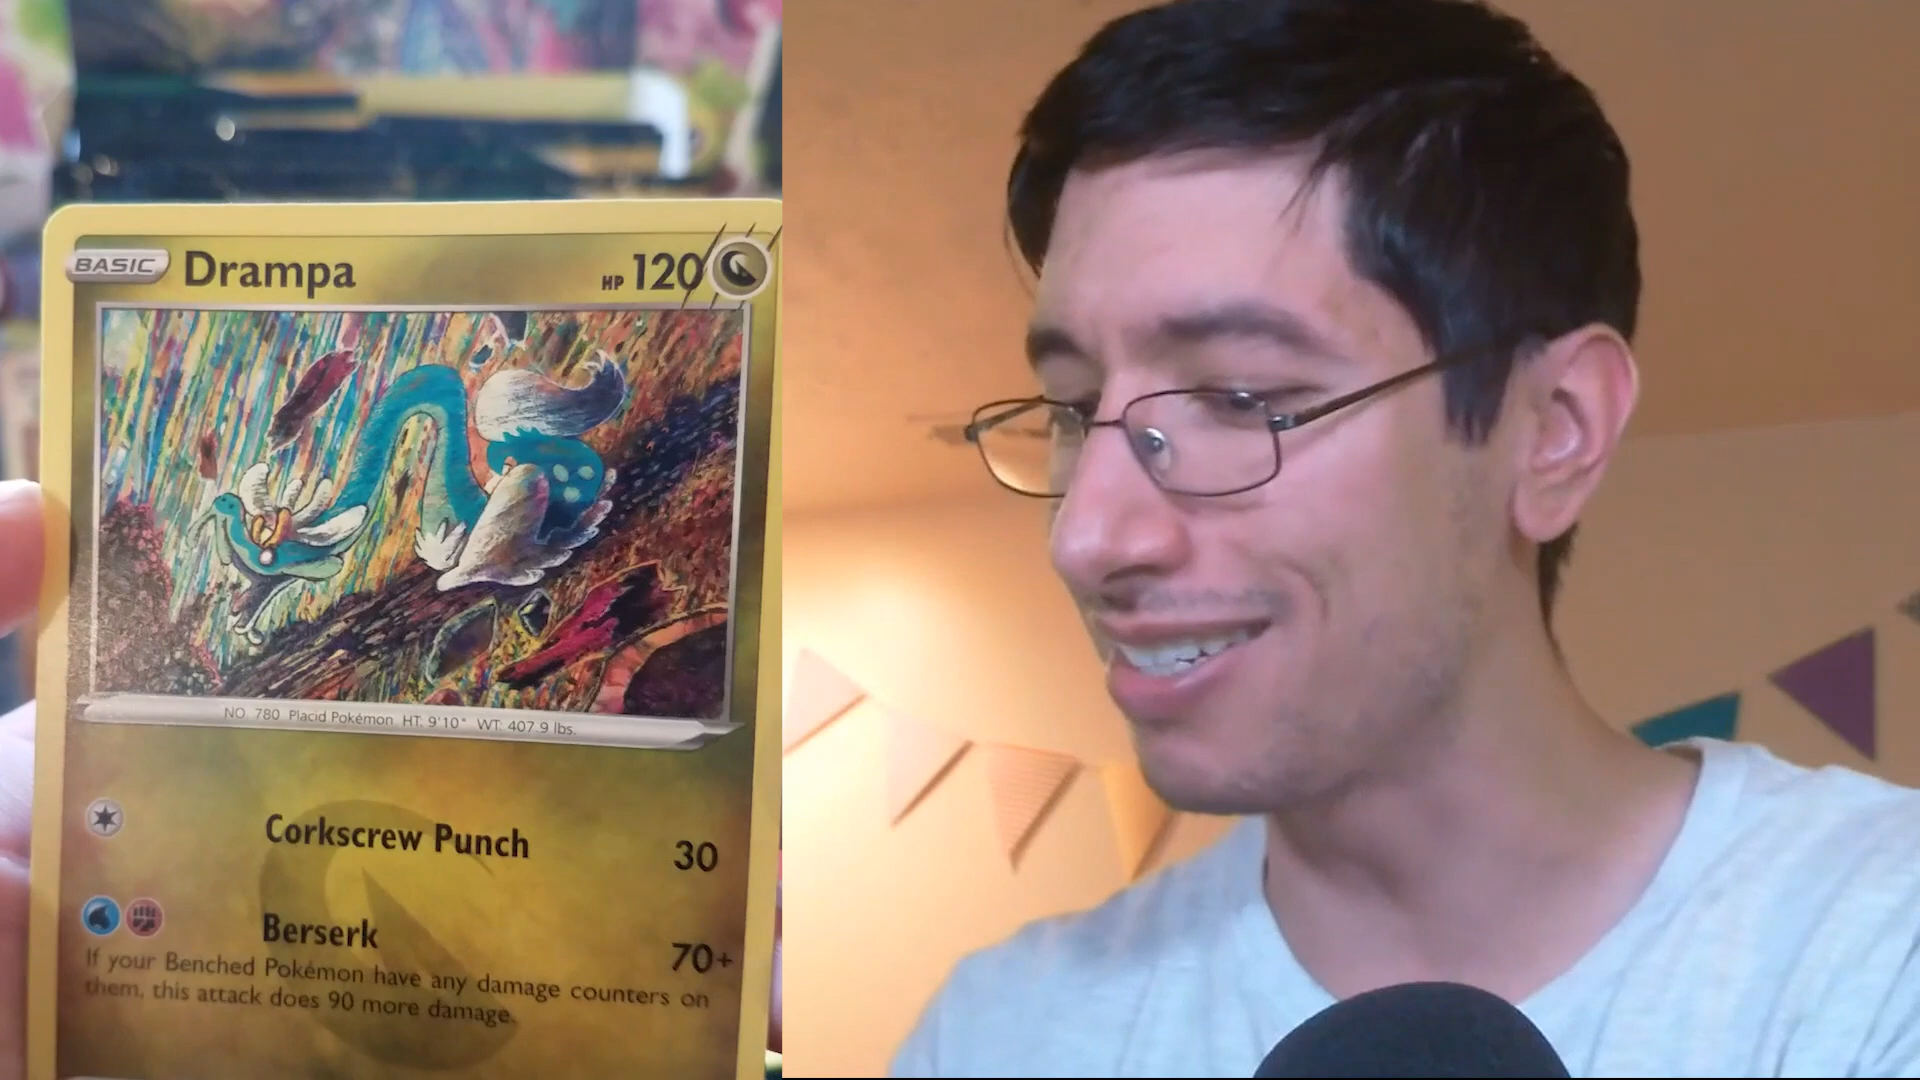 BASIC Drampa HP 120
NO. 780 Placid Pokémon HT: 9'10" WT: 407.9 lbs.
Corkscrew Punch 30
Berserk 70+
If your Benched Pokémon have any damage counters on
them, this attack does 90 more damage.